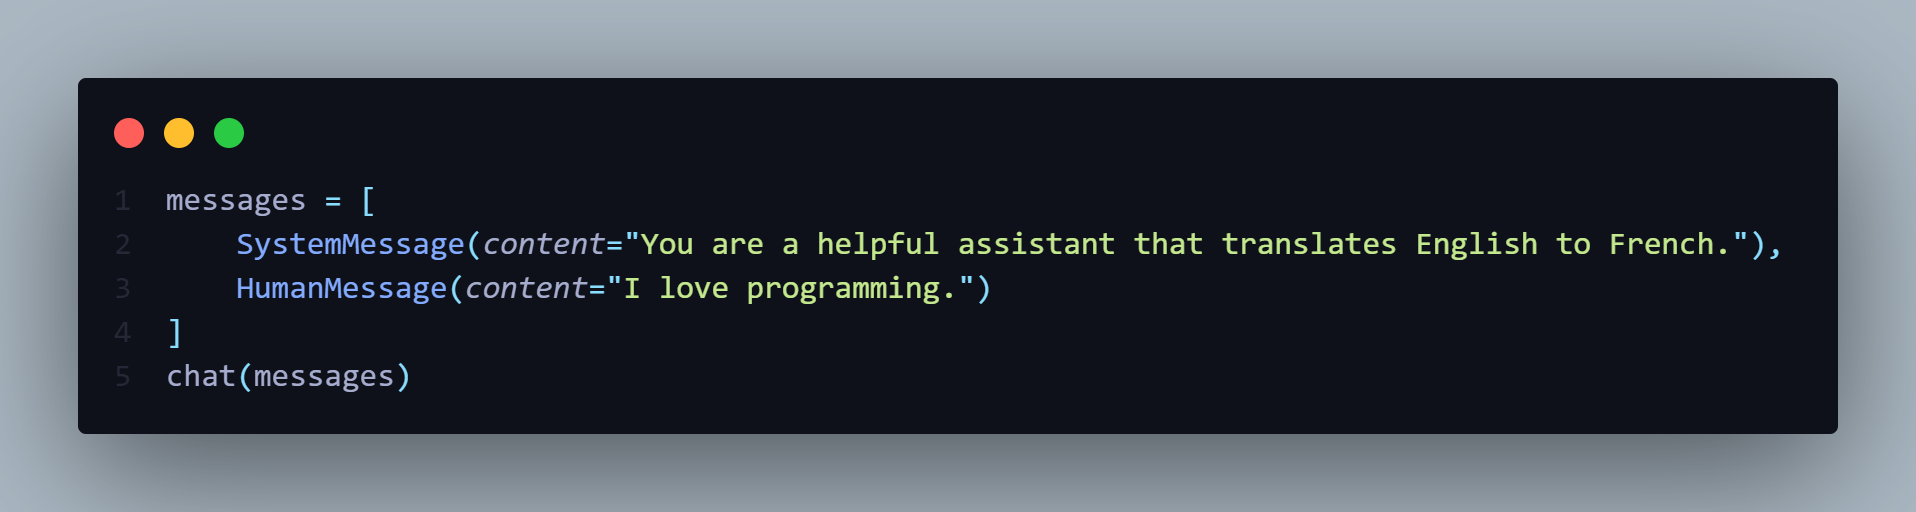 1 messages = [
2     SystemMessage(content="You are a helpful assistant that translates English to French."),
3     HumanMessage(content="I love programming.")
4 ]
5 chat(messages)